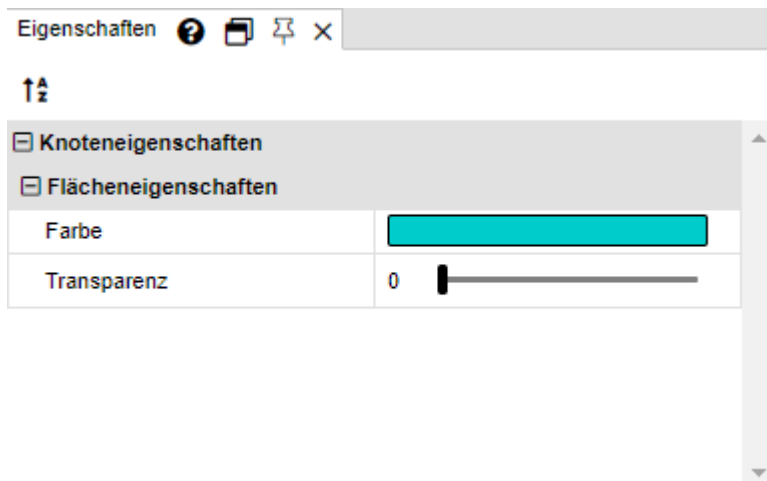 Eigenschaften
Knoteneigenschaften
Flächeneigenschaften
Farbe
Transparenz 0